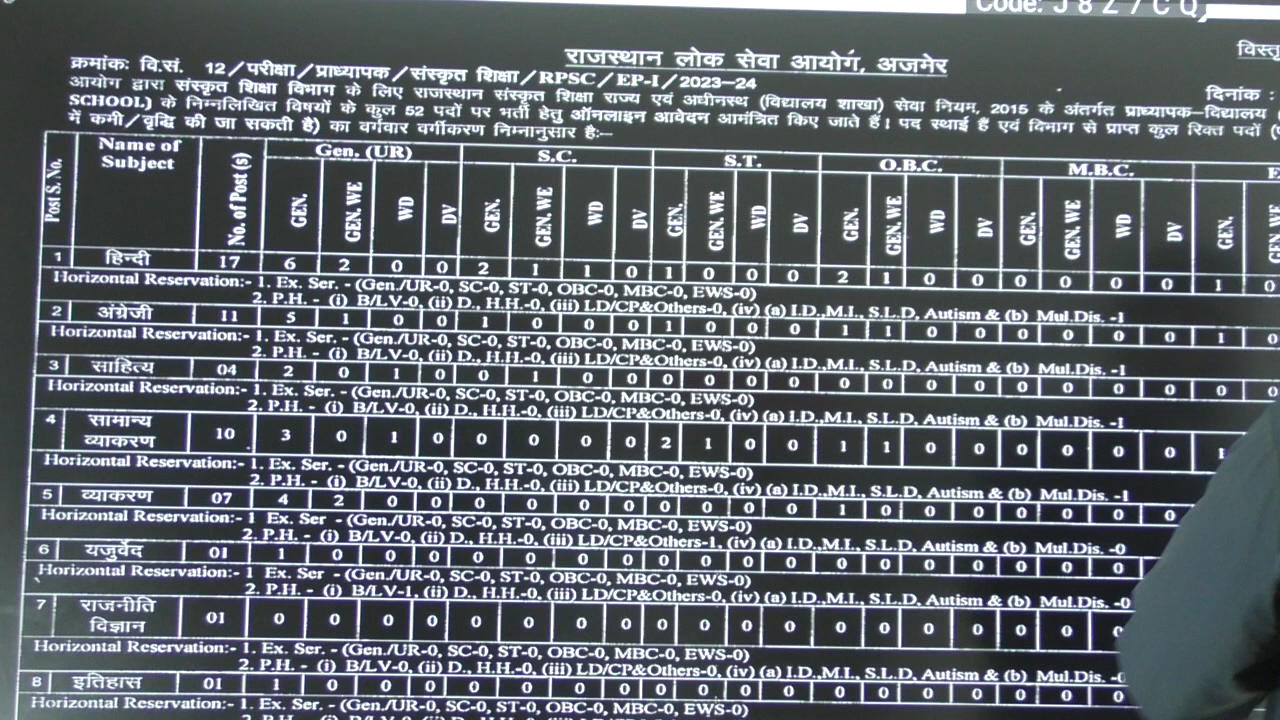 Code: J 8 Z 7 C Q
राजस्थान लोक सेवा आयोग, अजमेर
विस्तृ
क्रमांकः वि.सं. 12/परीक्षा/प्राध्यापक/संस्कृत शिक्षा/RPSC/EP-I/2023-24
दिनांक :
आयोग द्वारा संस्कृत शिक्षा विभाग के लिए राजस्थान संस्कृत शिक्षा राज्य एवं अधीनस्थ (विद्यालय शाखा) सेवा नियम, 2015 के अंतर्गत प्राध्यापक-विद्यालय (
SCHOOL) के निम्नलिखित विषयों के कुल 52 पदों पर भर्ती हेतु ऑनलाइन आवेदन आमंत्रित किए जाते हैं। पद स्थाई हैं एवं विभाग से प्राप्त कुल रिक्त पदों (
में कमी/वृद्धि की जा सकती है) का वर्गवार वर्गीकरण निम्नानुसार है:-
Post S. No. Name of Subject No. of Post (s) Gen. (UR) S.C. S.T. O.B.C. M.B.C. E
GEN. GEN. WE WD DV GEN. GEN. WE WD DV GEN. GEN. WE WD DV GEN. GEN. WE WD DV GEN. GEN. WE WD DV GEN. GEN. WE
1 हिन्दी 17 6 2 0 0 2 1 1 0 1 0 0 0 2 1 0 0 0 0 0 0 1 0
Horizontal Reservation:- 1. Ex. Ser. - (Gen./UR-0, SC-0, ST-0, OBC-0, MBC-0, EWS-0)
2. P.H. - (i) B/LV-0, (ii) D., H.H.-0, (iii) LD/CP&Others-0, (iv) (a) I.D.,M.I., S.L.D, Autism & (b) Mul.Dis. -1
2 अंग्रेजी 11 5 1 0 0 1 0 0 0 1 0 0 0 1 1 0 0 0 0 0 0 1 0
Horizontal Reservation:- 1. Ex. Ser. - (Gen./UR-0, SC-0, ST-0, OBC-0, MBC-0, EWS-0)
2. P.H. - (i) B/LV-0, (ii) D., H.H.-0, (iii) LD/CP&Others-0, (iv) (a) I.D.,M.I., S.L.D, Autism & (b) Mul.Dis. -1
3 साहित्य 04 2 0 1 0 0 1 0 0 0 0 0 0 0 0 0 0 0 0 0 0 0 0
Horizontal Reservation:- 1. Ex. Ser. - (Gen./UR-0, SC-0, ST-0, OBC-0, MBC-0, EWS-0)
2. P.H. - (i) B/LV-0, (ii) D., H.H.-0, (iii) LD/CP&Others-0, (iv) (a) I.D.,M.I., S.L.D, Autism & (b) Mul.Dis. -1
4 सामान्य व्याकरण 10 3 0 1 0 0 0 0 0 2 1 0 0 1 1 0 0 0 0 0 0 1
Horizontal Reservation:- 1. Ex. Ser. - (Gen./UR-0, SC-0, ST-0, OBC-0, MBC-0, EWS-0)
2. P.H. - (i) B/LV-0, (ii) D., H.H.-0, (iii) LD/CP&Others-0, (iv) (a) I.D.,M.I., S.L.D, Autism & (b) Mul.Dis. -1
5 व्याकरण 07 4 2 0 0 0 0 0 0 0 0 0 0 1 0 0 0 0 0 0 0
Horizontal Reservation:- 1 Ex. Ser - (Gen./UR-0, SC-0, ST-0, OBC-0, MBC-0, EWS-0)
2. P.H. - (i) B/LV-0, (ii) D., H.H.-0, (iii) LD/CP&Others-1, (iv) (a) I.D.,M.I., S.L.D, Autism & (b) Mul.Dis. -0
6 यजुर्वेद 01 1 0 0 0 0 0 0 0 0 0 0 0 0 0 0 0 0 0 0
Horizontal Reservation:- 1 Ex. Ser - (Gen./UR-0, SC-0, ST-0, OBC-0, MBC-0, EWS-0)
2. P.H. - (i) B/LV-1, (ii) D., H.H.-0, (iii) LD/CP&Others-0, (iv) (a) I.D.,M.I., S.L.D, Autism & (b) Mul.Dis. -0
7 राजनीति विज्ञान 01 0 0 0 0 0 0 0 0 0 0 0 0 0 0 0 0 0 0 0
Horizontal Reservation:- 1. Ex. Ser. - (Gen./UR-0, SC-0, ST-0, OBC-0, MBC-0, EWS-0)
2. P.H. - (i) B/LV-0, (ii) D., H.H.-0, (iii) LD/CP&Others-0, (iv) (a) I.D.,M.I., S.L.D, Autism & (b) Mul.Dis. -0
8 इतिहास 01 1 0 0 0 0 0 0 0 0 0 0 0 0 0 0 0 0 0 0
Horizontal Reservation:- 1. Ex. Ser. - (Gen./UR-0, SC-0, ST-0, OBC-0, MBC-0, EWS-0)